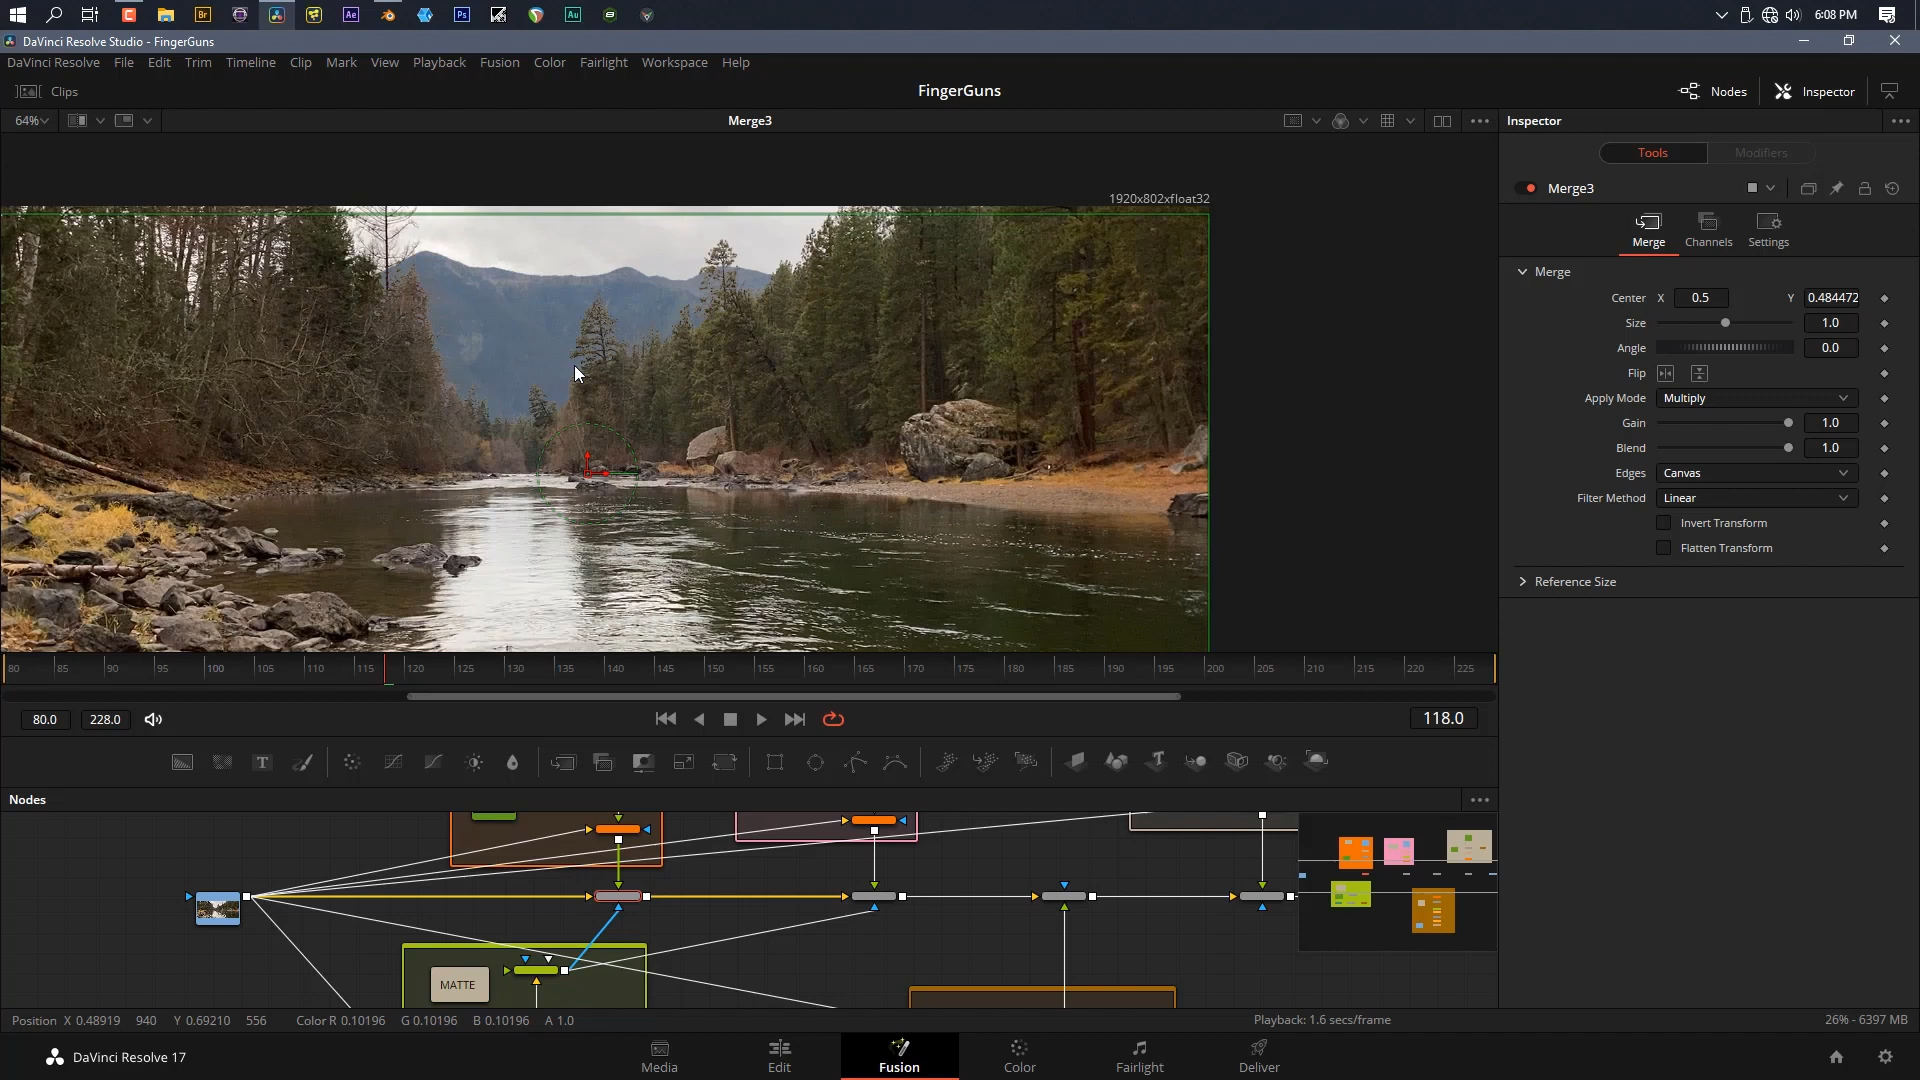 6:08 PM
DaVinci Resolve Studio - FingerGuns
DaVinci Resolve File Edit Trim Timeline Clip Mark View Playback Fusion Color Fairlight Workspace Help
Clips FingerGuns Nodes Inspector
64% Merge3 Inspector
Tools Modifiers
1920x802xfloat32
Merge3
Merge Channels Settings
Merge
Center X 0.5 Y 0.484472
Size 1.0
Angle 0.0
Flip
Apply Mode Multiply
Gain 1.0
Blend 1.0
Edges Canvas
Filter Method Linear
Invert Transform
Flatten Transform
Reference Size
80 85 90 95 100 105 110 115 120 125 130 135 140 145 150 155 160 165 170 175 180 185 190 195 200 205 210 215 220 225
80.0 228.0 118.0
Nodes
MATTE
Position X 0.48919 940 Y 0.69210 556 Color R 0.10196 G 0.10196 B 0.10196 A 1.0 Playback: 1.6 secs/frame 26% - 6397 MB
DaVinci Resolve 17 Media Edit Fusion Color Fairlight Deliver